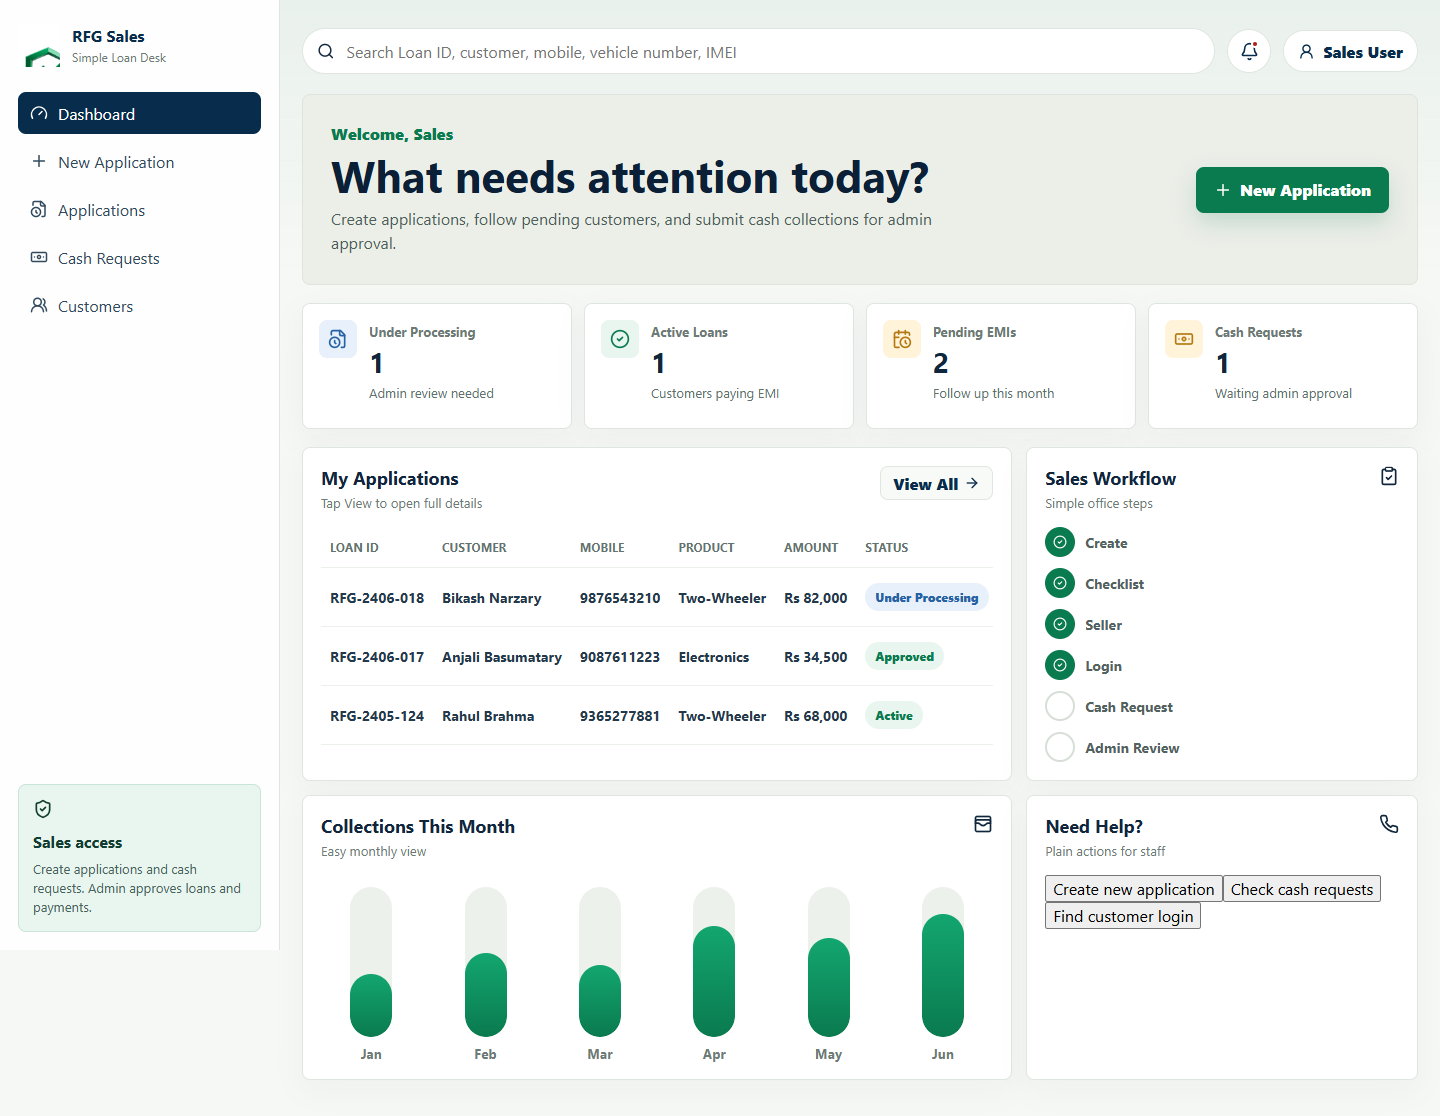 RFG Sales
Simple Loan Desk
Dashboard
New Application
Applications
Cash Requests
Customers
Sales access
Create applications and cash
requests. Admin approves loans and
payments.
Search Loan ID, customer, mobile, vehicle number, IMEI
Sales User
Welcome, Sales
What needs attention today?
Create applications, follow pending customers, and submit cash collections for admin
approval.
New Application
Under Processing
1
Admin review needed
Active Loans
1
Customers paying EMI
Pending EMIs
2
Follow up this month
Cash Requests
1
Waiting admin approval
My Applications
Tap View to open full details
View All
LOAN ID CUSTOMER MOBILE PRODUCT AMOUNT STATUS
RFG-2406-018 Bikash Narzary 9876543210 Two-Wheeler Rs 82,000 Under Processing
RFG-2406-017 Anjali Basumatary 9087611223 Electronics Rs 34,500 Approved
RFG-2405-124 Rahul Brahma 9365277881 Two-Wheeler Rs 68,000 Active
Sales Workflow
Simple office steps
Create
Checklist
Seller
Login
Cash Request
Admin Review
Collections This Month
Easy monthly view
Jan Feb Mar Apr May Jun
Need Help?
Plain actions for staff
Create new application Check cash requests
Find customer login